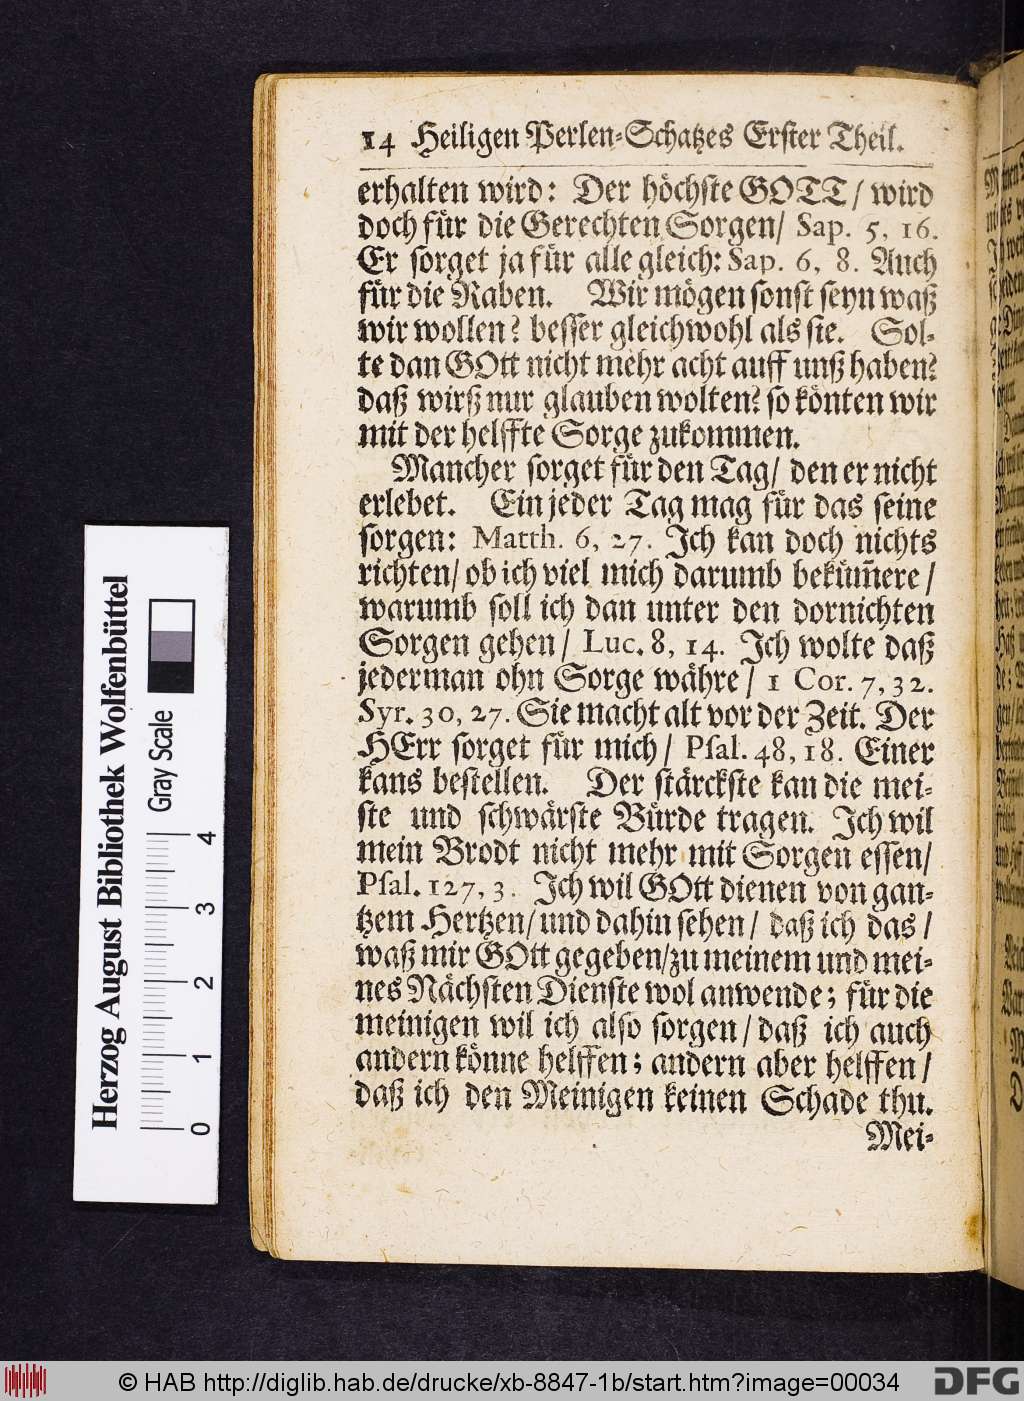 14 Heiligen Perlen-Schatzes Erster Theil.
erhalten wird: Der höchste GOTT/ wird
doch für die Gerechten Sorgen/ Sap. 5, 16.
Er sorget ja für alle gleich: Sap. 6, 8. Auch
für die Raben. Wir mögen sonst seyn waß
wir wollen? besser gleichwohl als sie. Sol-
te dan GOtt nicht mehr acht auff unß haben?
daß wirß nur glauben wolten? so könten wir
mit der helffte Sorge zukommen.
Mancher sorget für den Tag/ den er nicht
erlebet. Ein jeder Tag mag für das seine
sorgen: Matth. 6, 27. Ich kan doch nichts
richten/ ob ich viel mich darumb beküm̃ere/
warumb soll ich dan unter den dornichten
Sorgen gehen/ Luc. 8, 14. Ich wolte daß
jederman ohn Sorge währe/ 1 Cor. 7, 32.
Syr. 30, 27. Sie macht alt vor der Zeit. Der
HErr sorget für mich/ Psal. 48, 18. Einer
kans bestellen. Der stärckste kan die mei-
ste und schwärste Bürde tragen. Ich wil
mein Brodt nicht mehr mit Sorgen essen/
Psal. 127, 3. Ich wil GOtt dienen von gan-
tzem Hertzen/ und dahin sehen/ daß ich das/
waß mir GOtt gegeben/ zu meinem und mei-
nes Nächsten Dienste wol anwende; für die
meinigen wil ich also sorgen/ daß ich auch
andern könne helffen; andern aber helffen/
daß ich den Meinigen keinen Schade thu.
Mei-
Herzog August Bibliothek Wolfenbüttel
Gray Scale
0 1 2 3 4
© HAB http://diglib.hab.de/drucke/xb-8847-1b/start.htm?image=00034
DFG